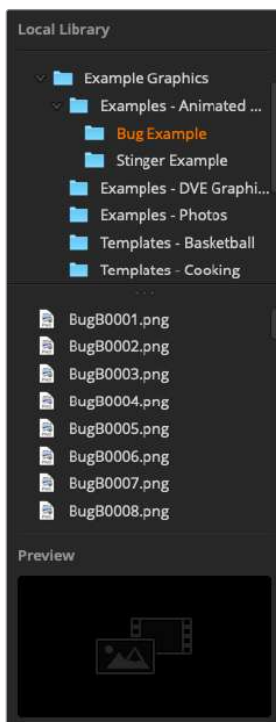 Local Library
Example Graphics
Examples - Animated ...
Bug Example
Stinger Example
Examples - DVE Graphi...
Examples - Photos
Templates - Basketball
Templates - Cooking
BugB0001.png
BugB0002.png
BugB0003.png
BugB0004.png
BugB0005.png
BugB0006.png
BugB0007.png
BugB0008.png
Preview